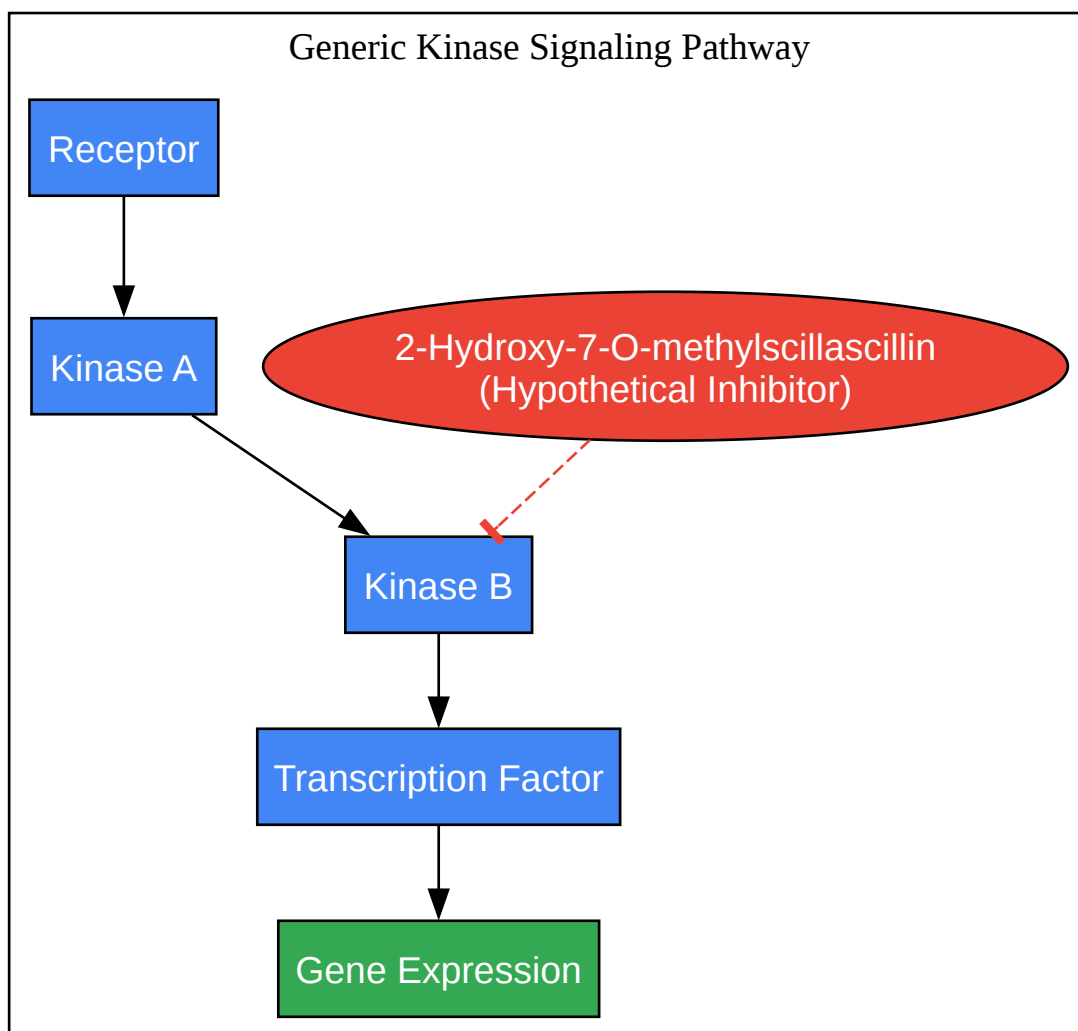 Generic Kinase Signaling Pathway
Receptor
Kinase A
2-Hydroxy-7-O-methylscillascillin
(Hypothetical Inhibitor)
Kinase B
Transcription Factor
Gene Expression